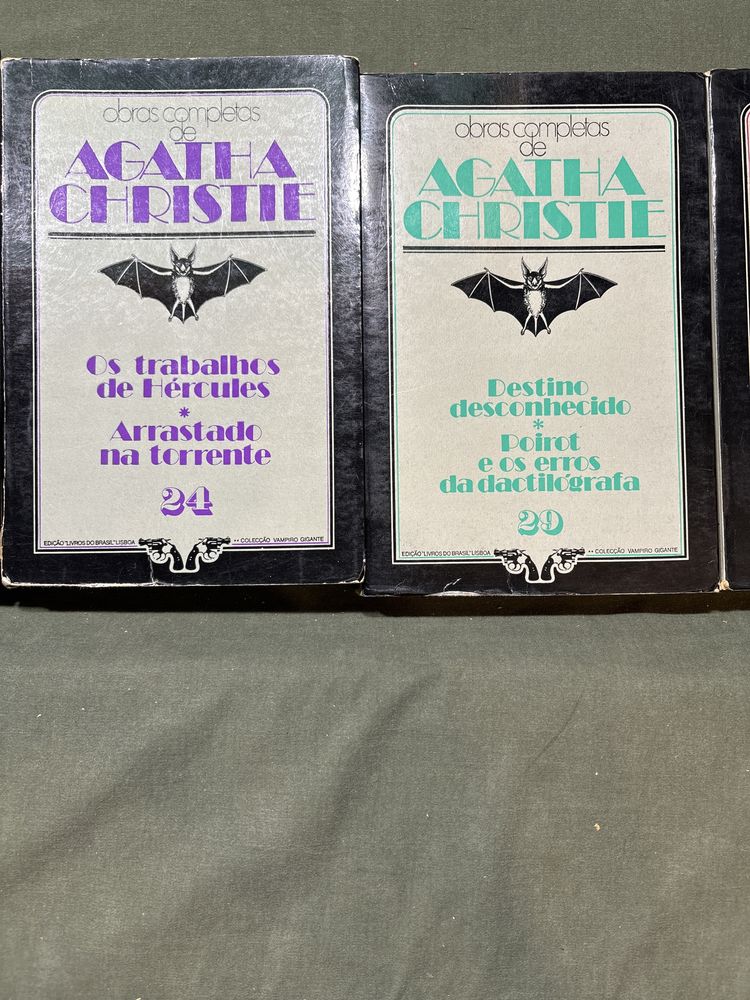 obras completas
de
AGATHA
CHRISTIE
Os trabalhos
de Hércules
*
Arrastado
na torrente
24
EDIÇÃO "LIVROS DO BRASIL" LISBOA
** COLECÇÃO VAMPIRO GIGANTE
obras completas
de
AGATHA
CHRISTIE
Destino
desconhecido
*
Poirot
e os erros
da dactilógrafa
29
EDIÇÃO "LIVROS DO BRASIL" LISBOA
** COLECÇÃO VAMPIRO GIGANTE